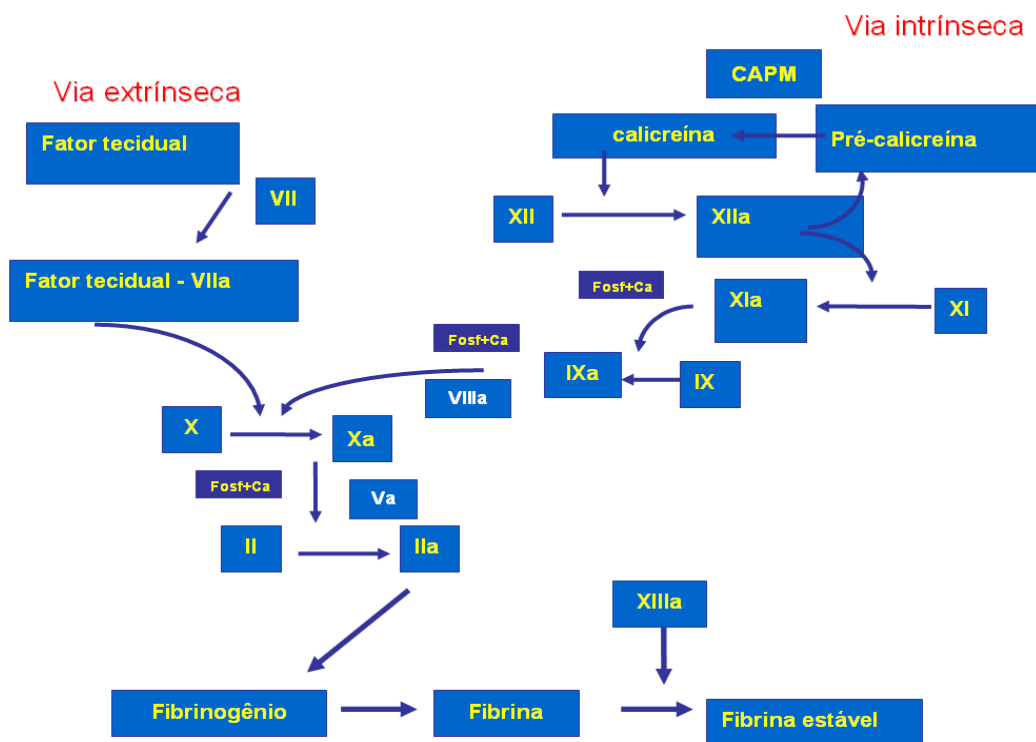 Via intrínseca
CAPM
Via extrínseca
Fator tecidual
calicreína
Pré-calicreína
VII
XII
XIIa
Fator tecidual - VIIa
Fosf+Ca
XIa
XI
Fosf+Ca
IXa
IX
VIIIa
X
Xa
Fosf+Ca
Va
II
IIa
XIIIa
Fibrinogênio
Fibrina
Fibrina estável